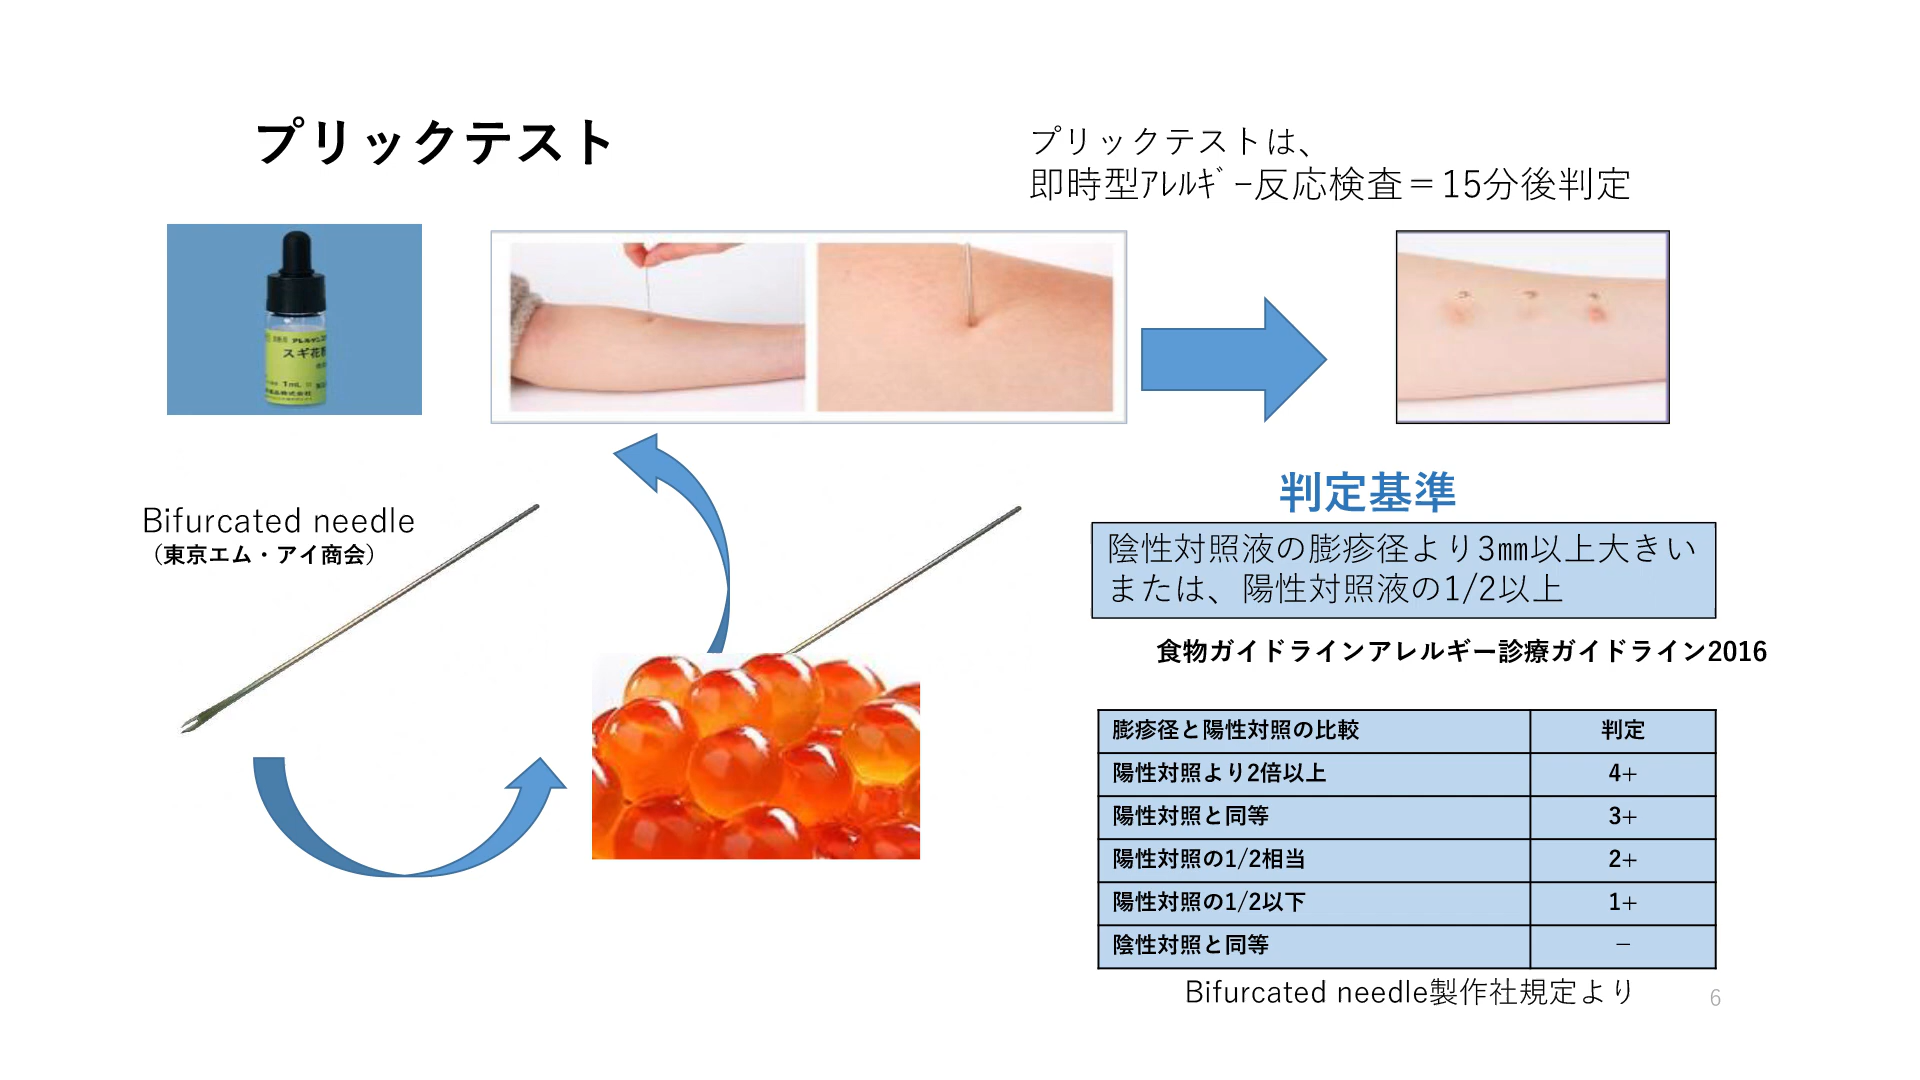 プリックテスト
プリックテストは、
即時型ｱﾚﾙｷﾞｰ反応検査＝15分後判定
スギ花
1mL
Bifurcated needle
（東京エム・アイ商会）
判定基準
陰性対照液の膨疹径より3㎜以上大きい
または、陽性対照液の1/2以上
食物ガイドラインアレルギー診療ガイドライン2016
膨疹径と陽性対照の比較 判定
陽性対照より2倍以上 4+
陽性対照と同等 3+
陽性対照の1/2相当 2+
陽性対照の1/2以下 1+
陰性対照と同等 −
Bifurcated needle製作社規定より
6